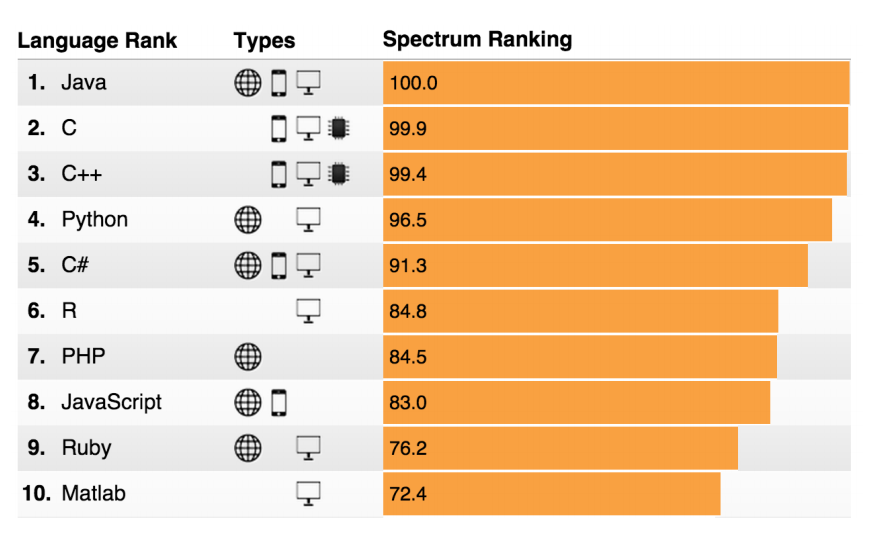 Language Rank Types Spectrum Ranking
1. Java 100.0
2. C 99.9
3. C++ 99.4
4. Python 96.5
5. C# 91.3
6. R 84.8
7. PHP 84.5
8. JavaScript 83.0
9. Ruby 76.2
10. Matlab 72.4